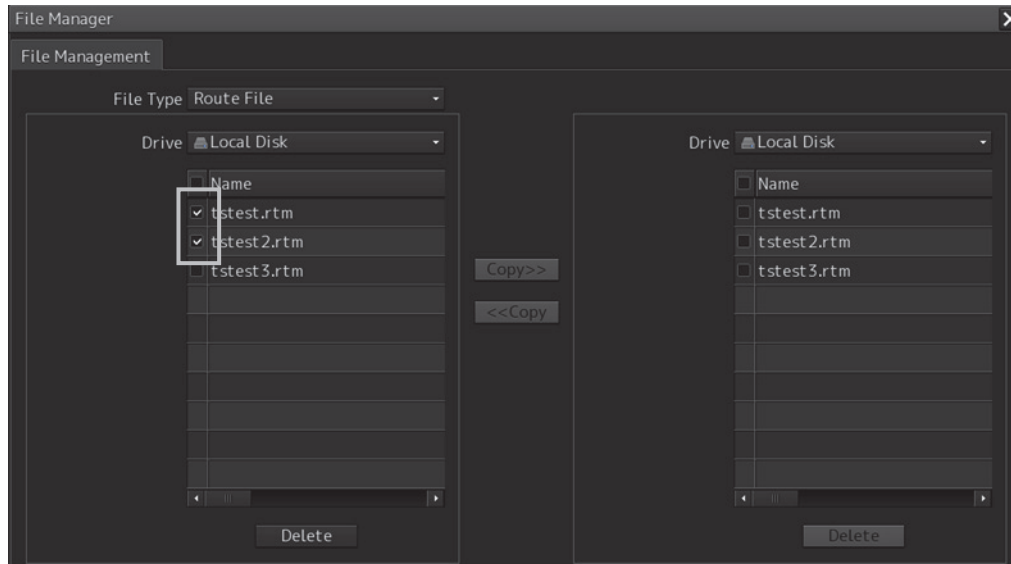 File Manager
File Management
File Type Route File
Drive Local Disk
Name
tstest.rtm
tstest2.rtm
tstest3.rtm
Delete
Copy>>
<<Copy
Drive Local Disk
Name
tstest.rtm
tstest2.rtm
tstest3.rtm
Delete